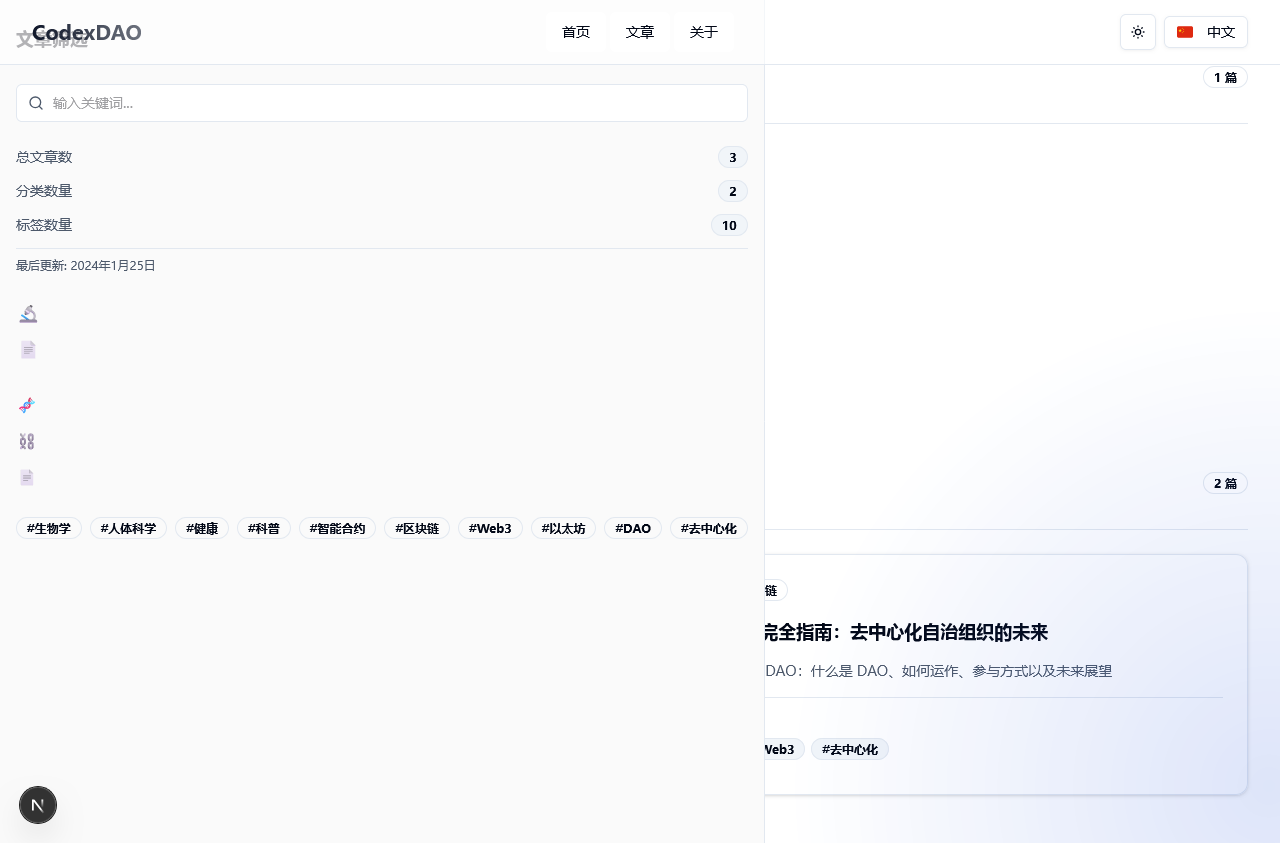 CodexDAO
文章筛选
首页
文章
关于
中文
输入关键词...
总文章数
3
分类数量
2
标签数量
10
最后更新: 2024年1月25日
#生物学
#人体科学
#健康
#科普
#智能合约
#区块链
#Web3
#以太坊
#DAO
#去中心化
1 篇
2 篇
链
完全指南：去中心化自治组织的未来
DAO：什么是 DAO、如何运作、参与方式以及未来展望
Web3
#去中心化
N